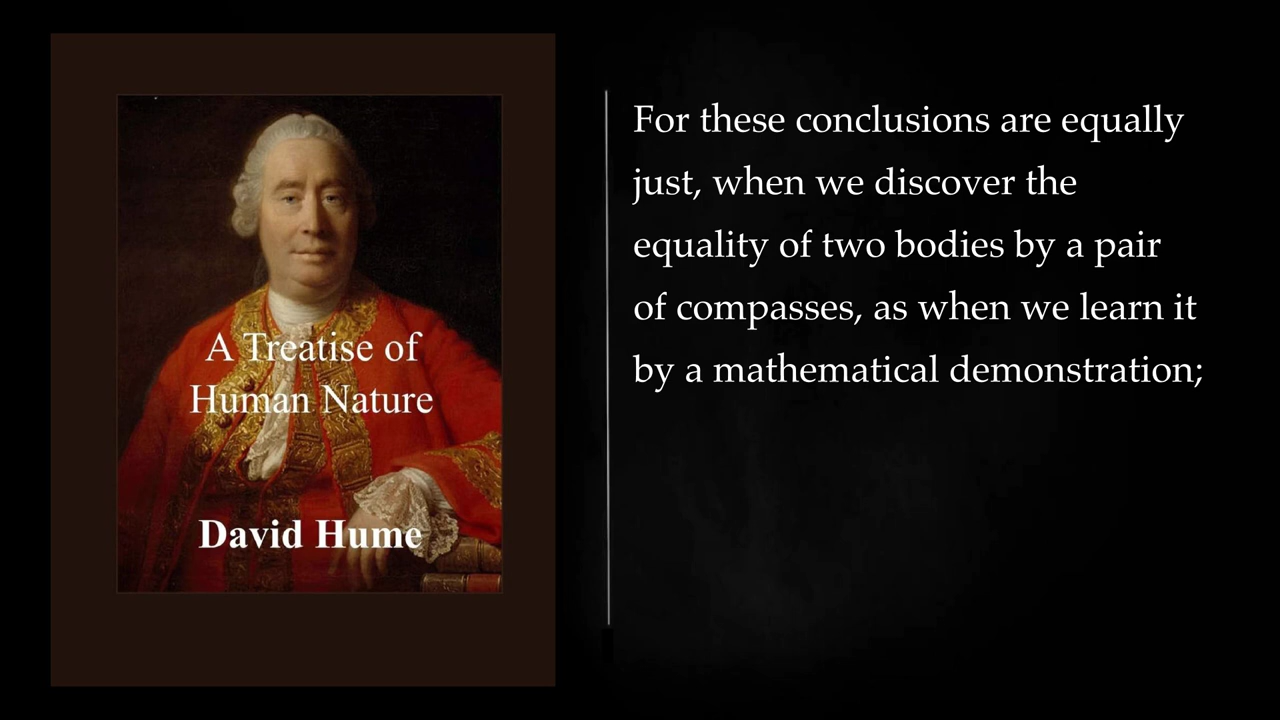 A Treatise of
Human Nature
David Hume
For these conclusions are equally
just, when we discover the
equality of two bodies by a pair
of compasses, as when we learn it
by a mathematical demonstration;